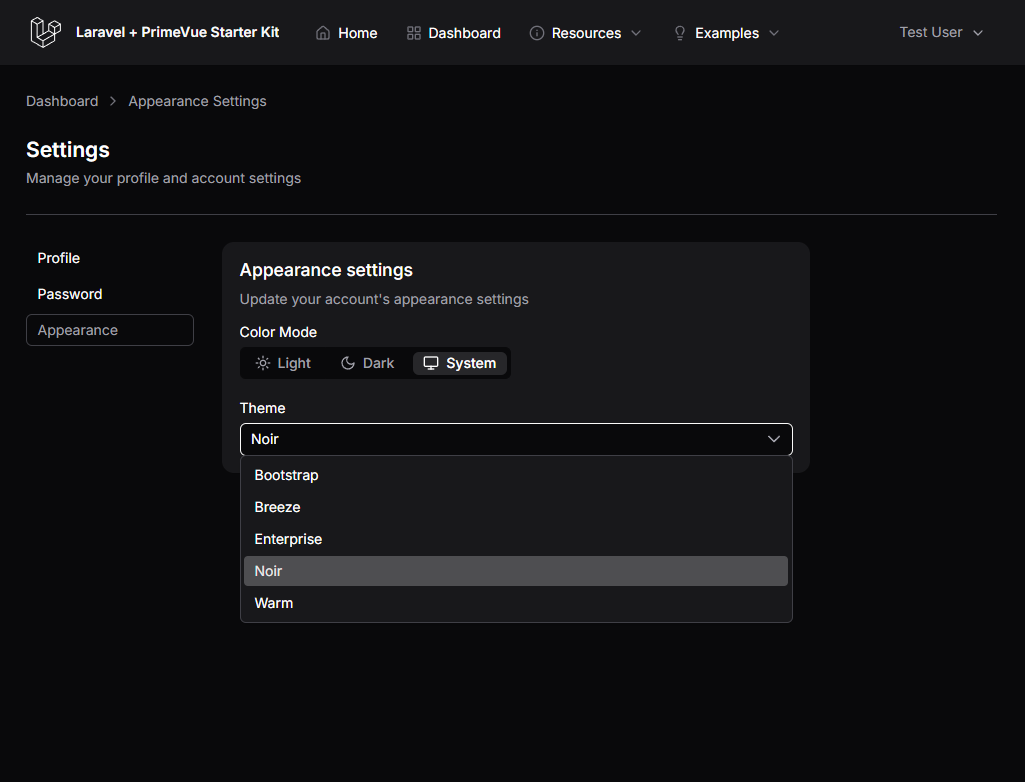 Laravel + PrimeVue Starter Kit Home Dashboard Resources Examples Test User
Dashboard Appearance Settings
Settings
Manage your profile and account settings
Profile
Password
Appearance
Appearance settings
Update your account's appearance settings
Color Mode
Light Dark System
Theme
Noir
Bootstrap
Breeze
Enterprise
Noir
Warm